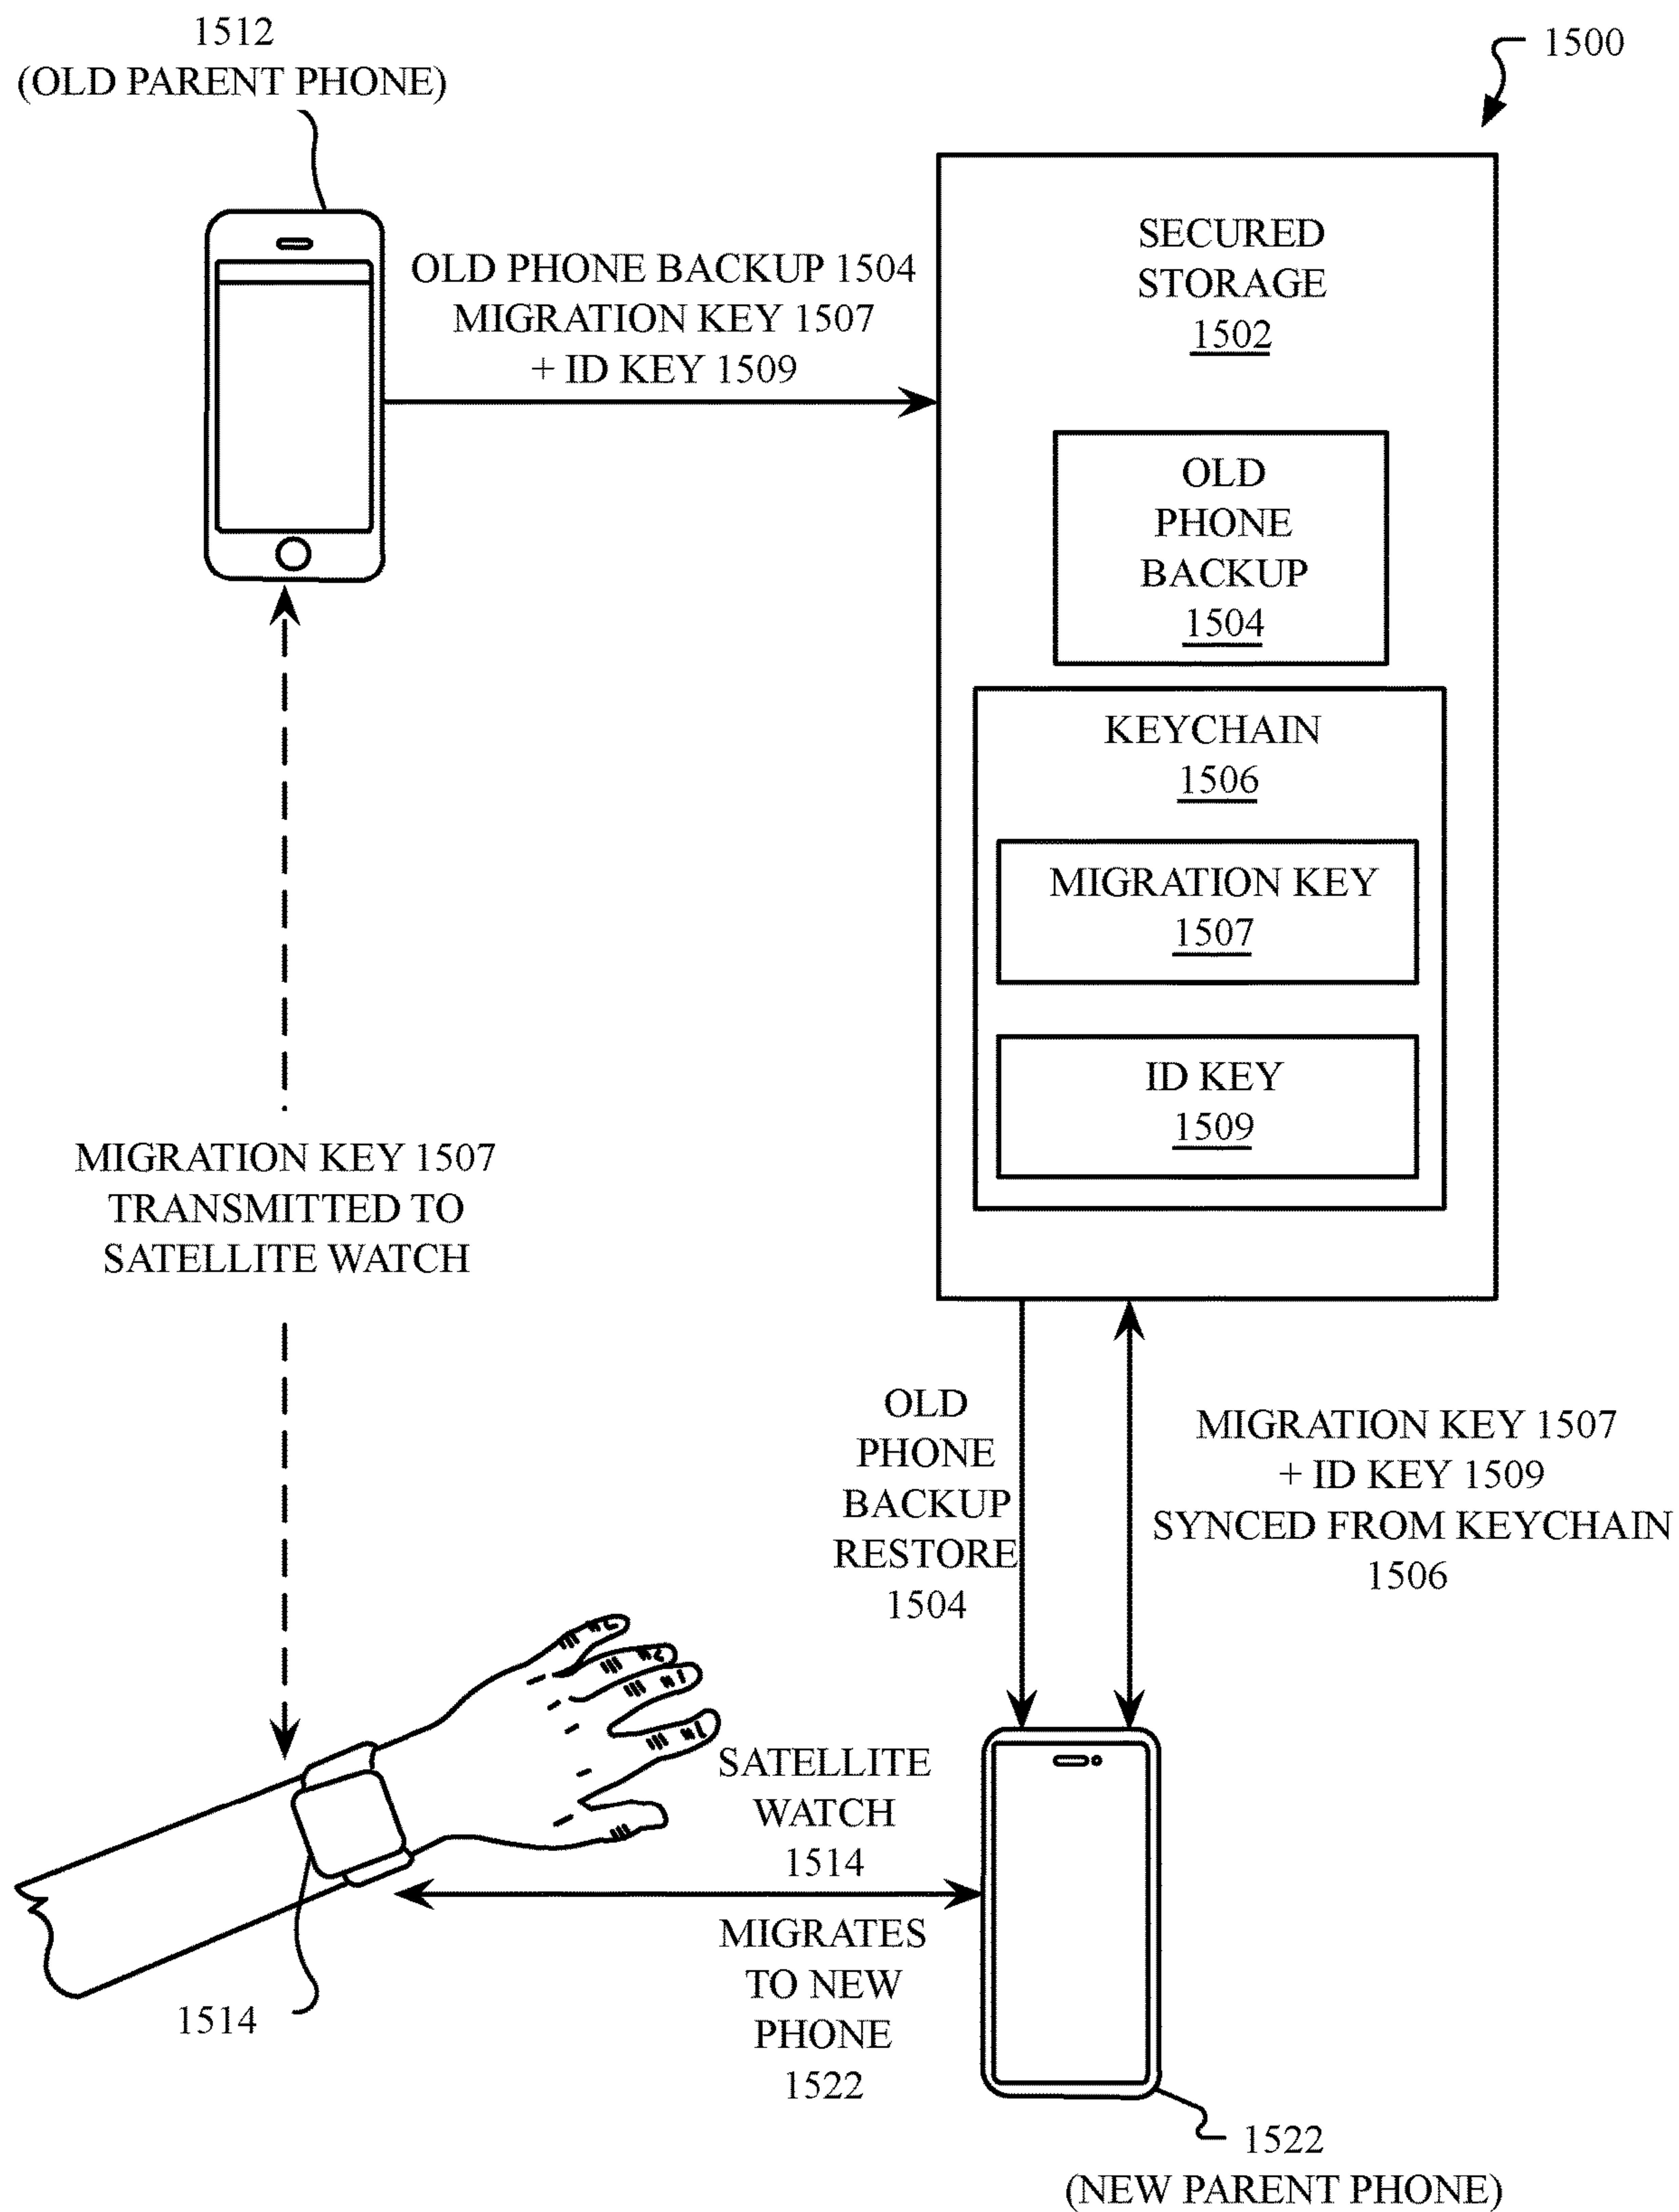 1512
(OLD PARENT PHONE)
1500
OLD PHONE BACKUP 1504
MIGRATION KEY 1507
+ ID KEY 1509
SECURED
STORAGE
1502
OLD
PHONE
BACKUP
1504
KEYCHAIN
1506
MIGRATION KEY
1507
ID KEY
1509
MIGRATION KEY 1507
TRANSMITTED TO
SATELLITE WATCH
OLD
PHONE
BACKUP
RESTORE
1504
MIGRATION KEY 1507
+ ID KEY 1509
SYNCED FROM KEYCHAIN
1506
SATELLITE
WATCH
1514
MIGRATES
TO NEW
PHONE
1522
1514
1522
(NEW PARENT PHONE)